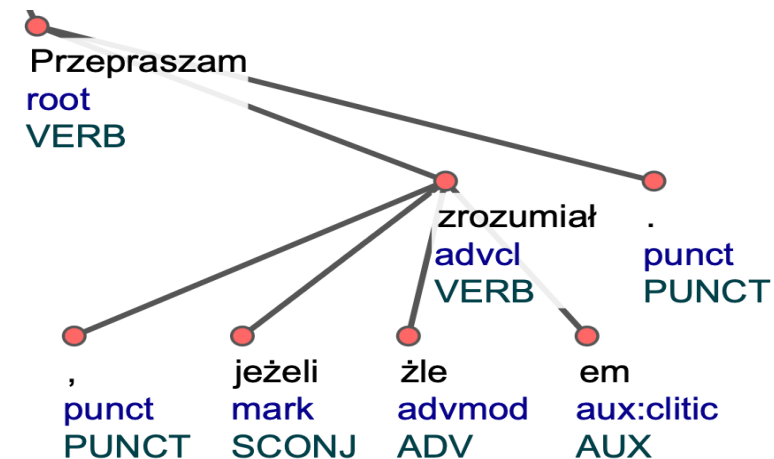 Przepraszam
root
VERB
zrozumiał
advcl
VERB
.
punct
PUNCT
,
punct
PUNCT
jeżeli
mark
SCONJ
żle
advmod
ADV
em
aux:clitic
AUX